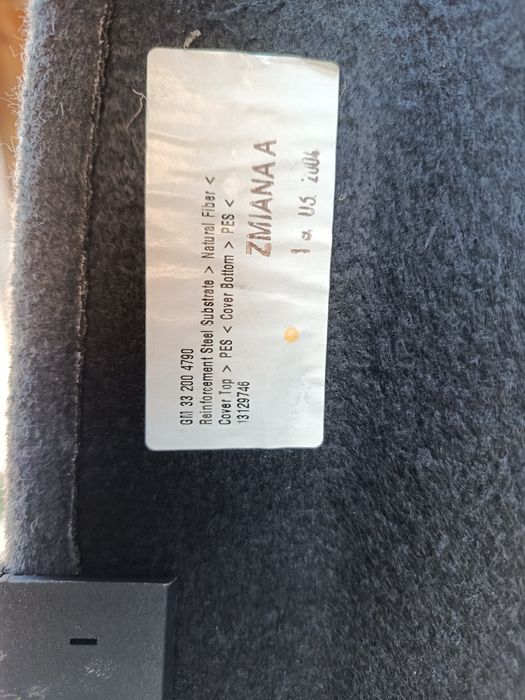 GM 33 200 4790
Reinforcement Steel Substrate > Natural Fiber <
Cover Top > PES < Cover Bottom > PES <
13129746
ZMIANA A
05. 2004